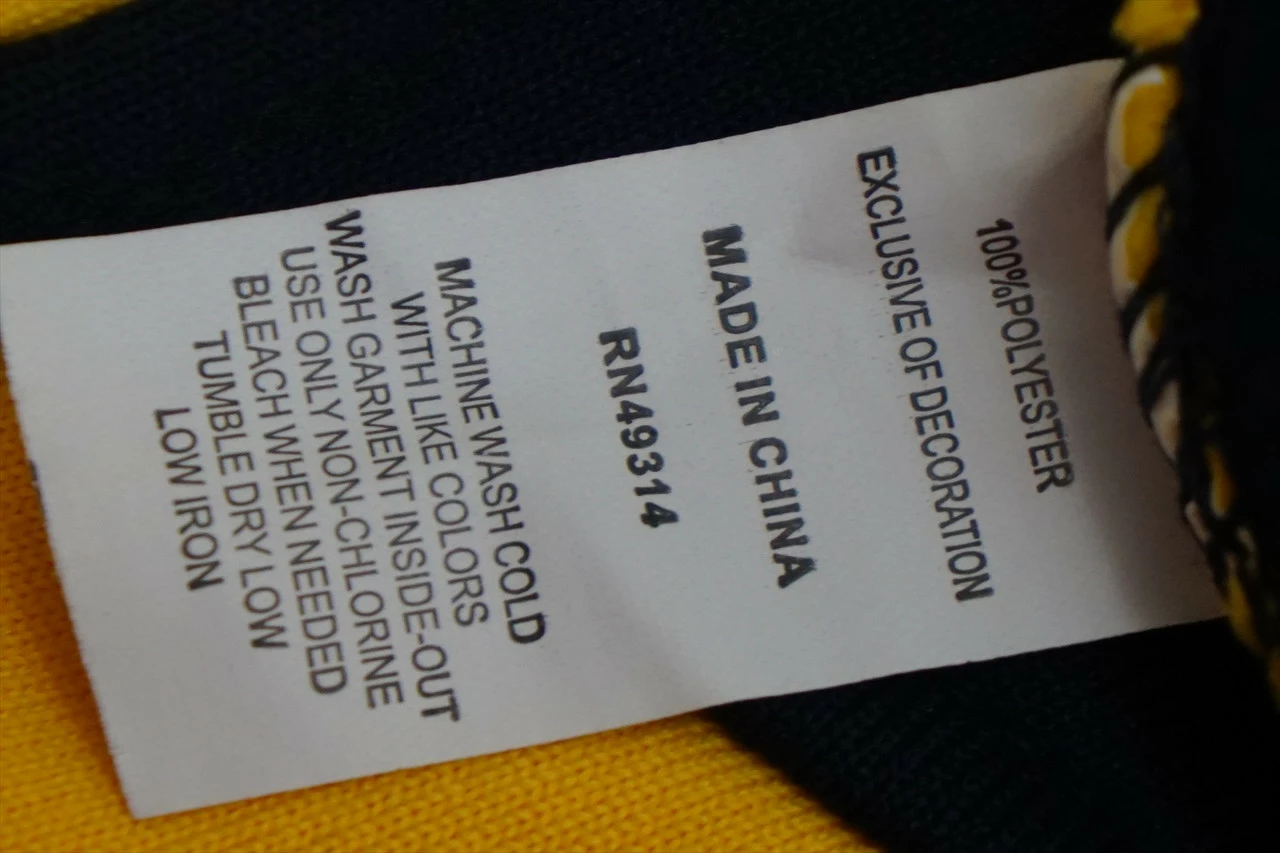 100%POLYESTER
EXCLUSIVE OF DECORATION
MADE IN CHINA
RN49314
MACHINE WASH COLD
WITH LIKE COLORS
WASH GARMENT INSIDE-OUT
USE ONLY NON-CHLORINE
BLEACH WHEN NEEDED
TUMBLE DRY LOW
LOW IRON